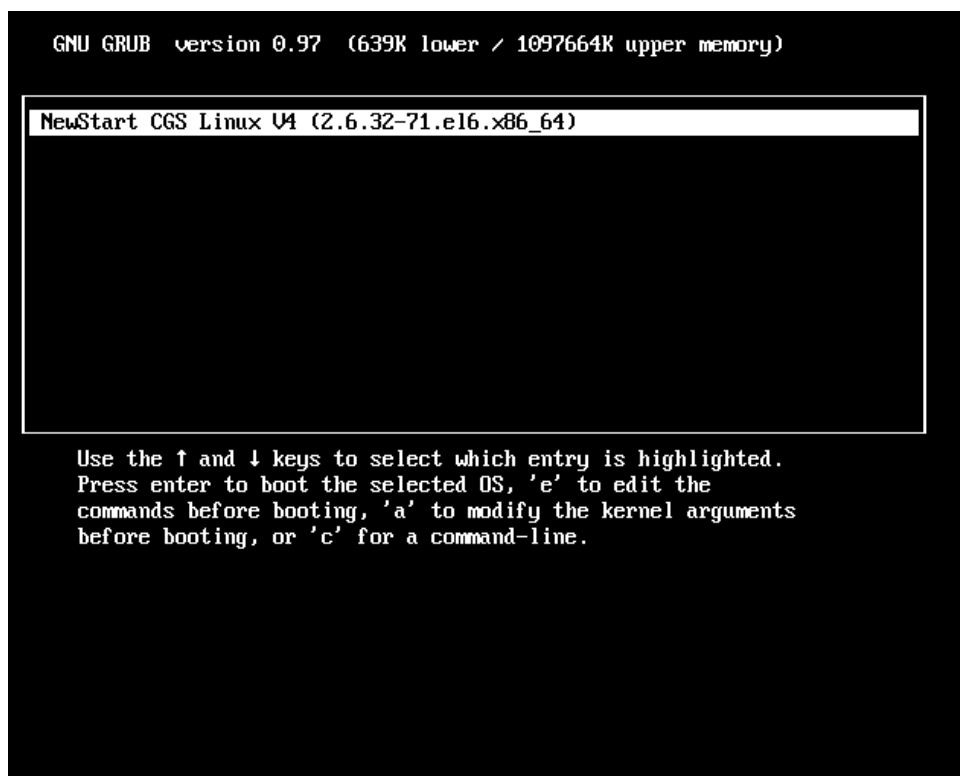 GNU GRUB  version 0.97  (639K lower / 1097664K upper memory)
NewStart CGS Linux V4 (2.6.32-71.el6.x86_64)
Use the ↑ and ↓ keys to select which entry is highlighted.
Press enter to boot the selected OS, 'e' to edit the
commands before booting, 'a' to modify the kernel arguments
before booting, or 'c' for a command-line.